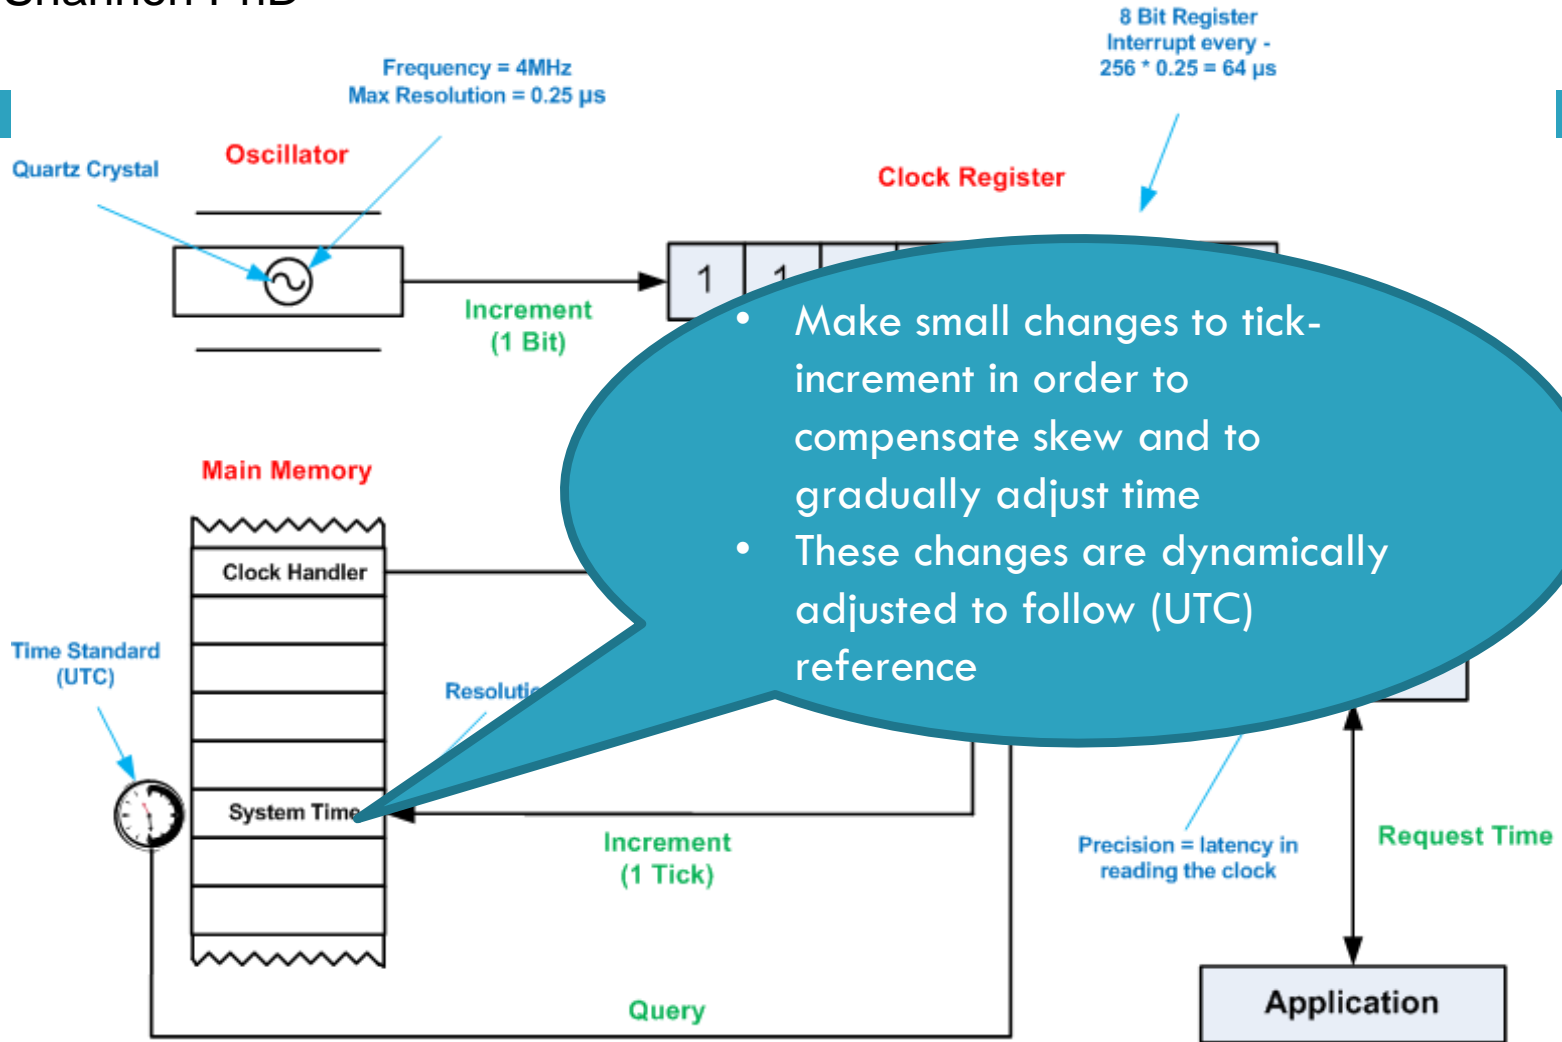 Shannon PhD
8 Bit Register
Interrupt every -
256 * 0.25 = 64 µs
Frequency = 4MHz
Max Resolution = 0.25 µs
Oscillator
Quartz Crystal
Clock Register
1 1
Increment
(1 Bit)
• Make small changes to tick-
increment in order to
compensate skew and to
gradually adjust time
• These changes are dynamically
adjusted to follow (UTC)
reference
Main Memory
Clock Handler
Time Standard
(UTC)
System Time
Increment
(1 Tick)
Precision = latency in
reading the clock
Request Time
Query
Application